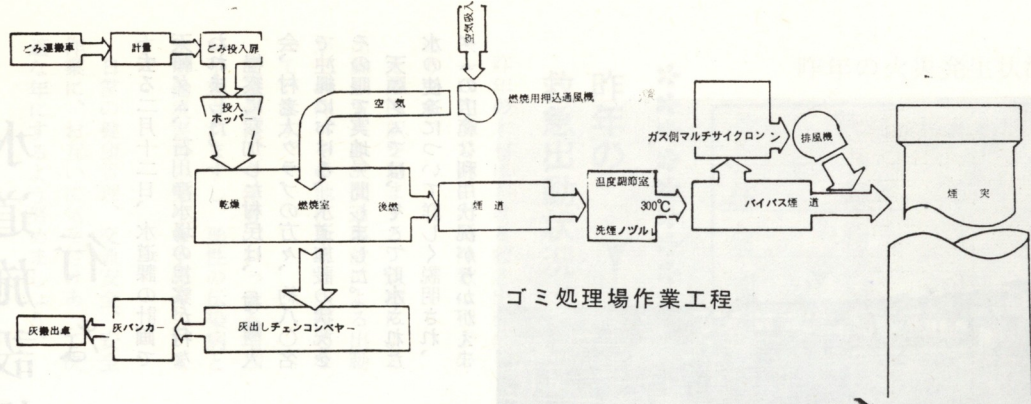 ごみ運搬車
計量
ごみ投入扉
空気投入
投入
ホッパー
空気
燃焼用押込通風機
乾燥
燃焼室
後燃
煙道
温度調節室
300℃
洗煙ノヅル
ガス側マルチサイクロン
排風機
バイパス煙道
煙突
ゴミ処理場作業工程
灰搬出車
灰バンカー
灰出しチェンコンベヤー